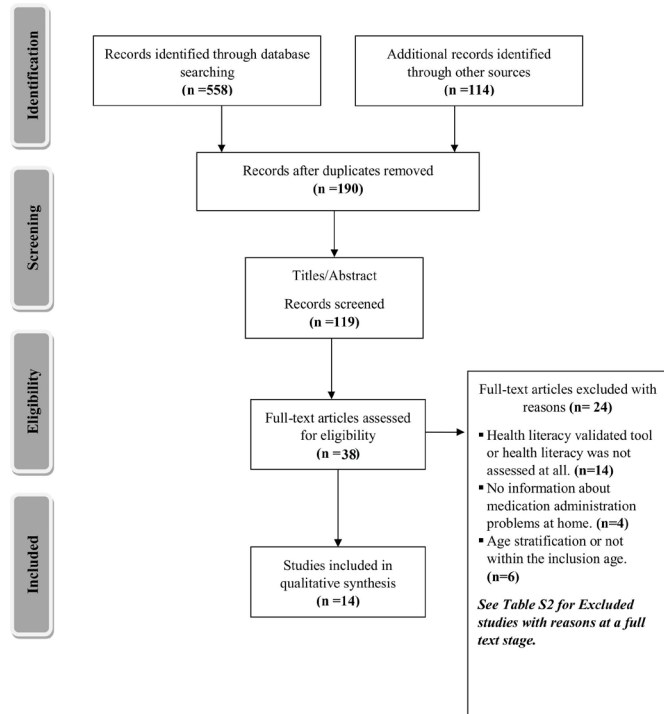 Identification
Records identified through database
searching
(n =558)
Additional records identified
through other sources
(n =114)
Records after duplicates removed
(n =190)
Screening
Titles/Abstract
Records screened
(n =119)
Eligibility
Full-text articles assessed
for eligibility
(n =38)
Full-text articles excluded with
reasons (n= 24)
▪ Health literacy validated tool
or health literacy was not
assessed at all. (n=14)
▪ No information about
medication administration
problems at home. (n=4)
▪ Age stratification or not
within the inclusion age.
(n=6)
See Table S2 for Excluded
studies with reasons at a full
text stage.
Included
Studies included in
qualitative synthesis
(n =14)